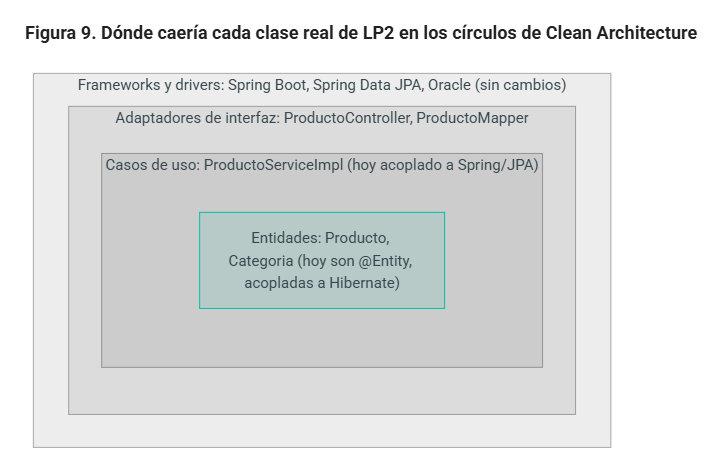 Figura 9. Dónde caería cada clase real de LP2 en los círculos de Clean Architecture
Frameworks y drivers: Spring Boot, Spring Data JPA, Oracle (sin cambios)
Adaptadores de interfaz: ProductoController, ProductoMapper
Casos de uso: ProductoServiceImpl (hoy acoplado a Spring/JPA)
Entidades: Producto,
Categoria (hoy son @Entity,
acopladas a Hibernate)